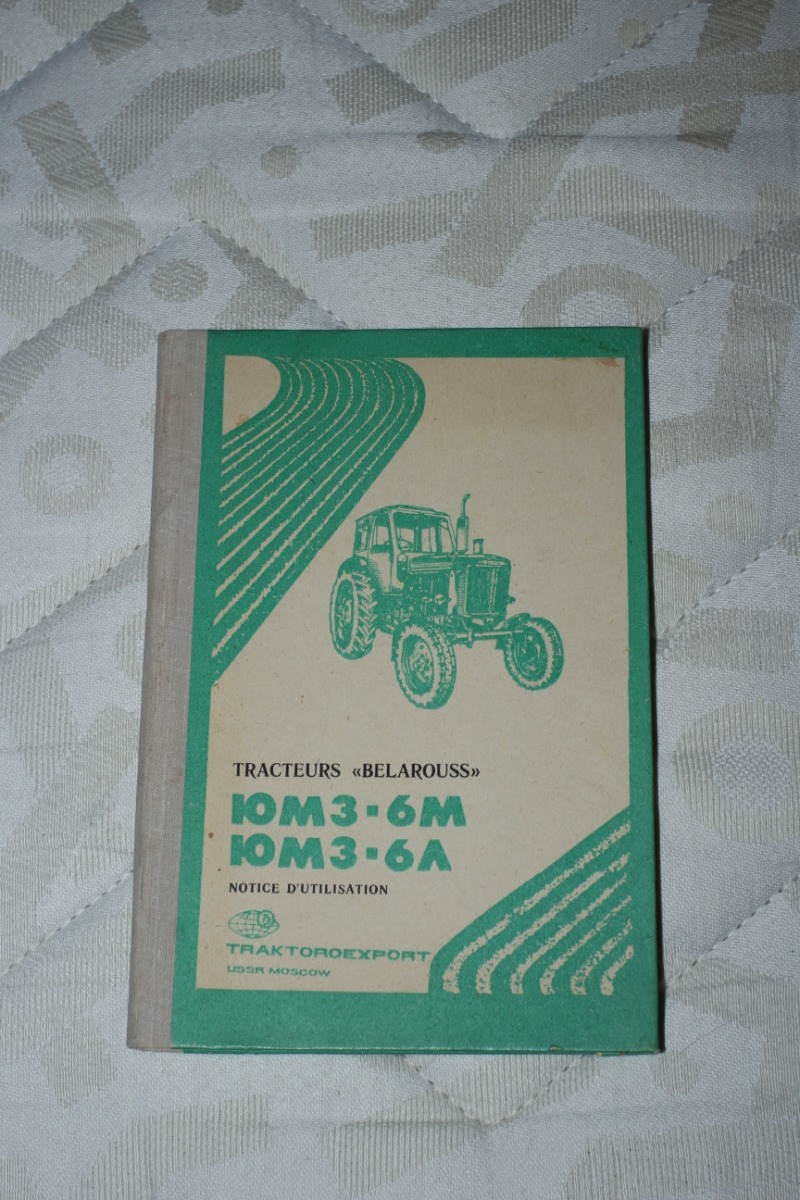 TRACTEURS «BELAROUSS»
ЮМЗ-6М
ЮМЗ-6Л
NOTICE D'UTILISATION
TRAKTOROEXPORT
USSR MOSCOW